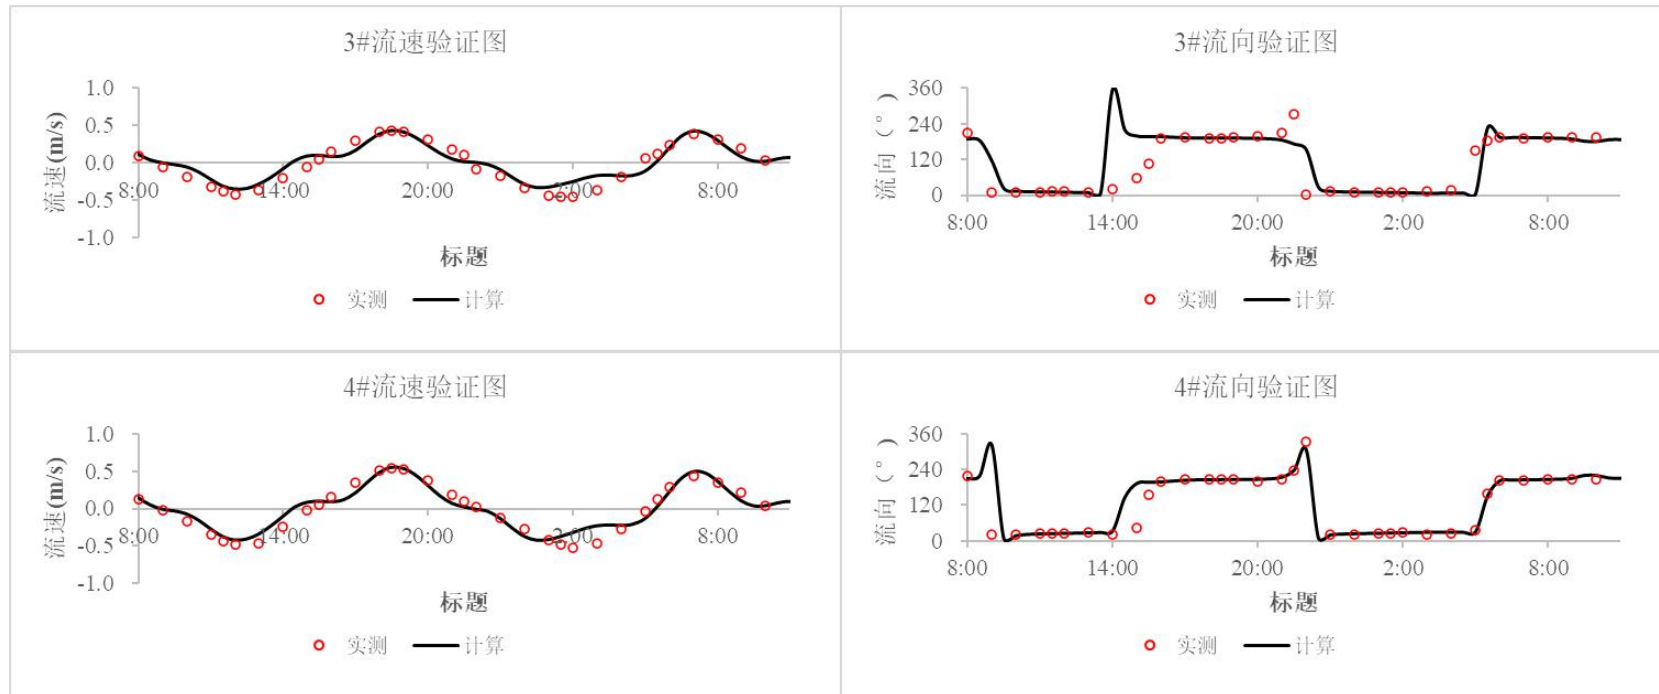 3#流速验证图
流速(m/s)
1.0
0.5
0.0
-0.5
-1.0
8:00
14:00
20:00
2:00
8:00
标题
实测
计算
3#流向验证图
流向（°）
360
240
120
0
8:00
14:00
20:00
2:00
8:00
标题
实测
计算
4#流速验证图
流速(m/s)
1.0
0.5
0.0
-0.5
-1.0
8:00
14:00
20:00
2:00
8:00
标题
实测
计算
4#流向验证图
流向（°）
360
240
120
0
8:00
14:00
20:00
2:00
8:00
标题
实测
计算